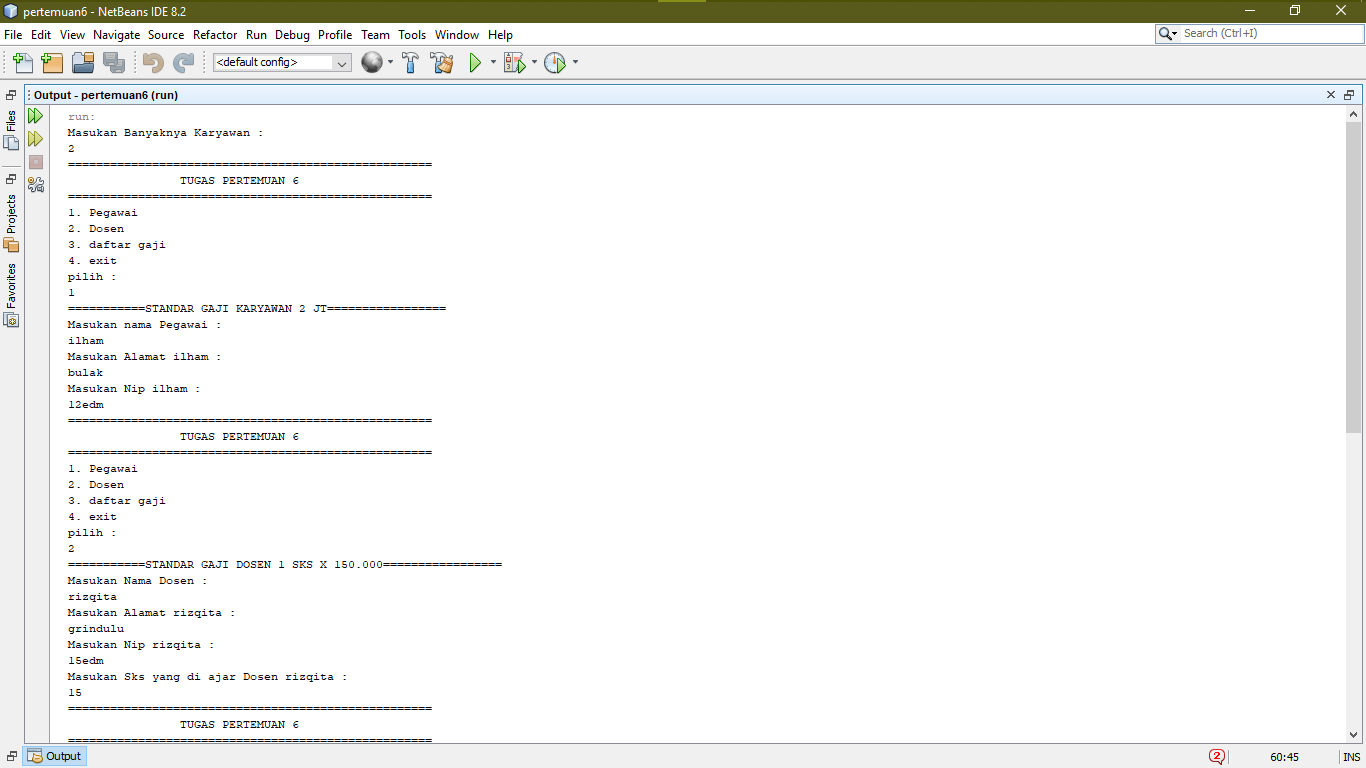 pertemuan6 - NetBeans IDE 8.2
File Edit View Navigate Source Refactor Run Debug Profile Team Tools Window Help
Search (Ctrl+I)
<default config>
Files
Projects
Favorites
Output - pertemuan6 (run)
run:
Masukan Banyaknya Karyawan :
2
====================================================
TUGAS PERTEMUAN 6
====================================================
1. Pegawai
2. Dosen
3. daftar gaji
4. exit
pilih :
1
===========STANDAR GAJI KARYAWAN 2 JT=================
Masukan nama Pegawai :
ilham
Masukan Alamat ilham :
bulak
Masukan Nip ilham :
12edm
====================================================
TUGAS PERTEMUAN 6
====================================================
1. Pegawai
2. Dosen
3. daftar gaji
4. exit
pilih :
2
===========STANDAR GAJI DOSEN 1 SKS X 150.000=================
Masukan Nama Dosen :
rizqita
Masukan Alamat rizqita :
grindulu
Masukan Nip rizqita :
15edm
Masukan Sks yang di ajar Dosen rizqita :
15
====================================================
TUGAS PERTEMUAN 6
====================================================
Output
2
60:45
INS